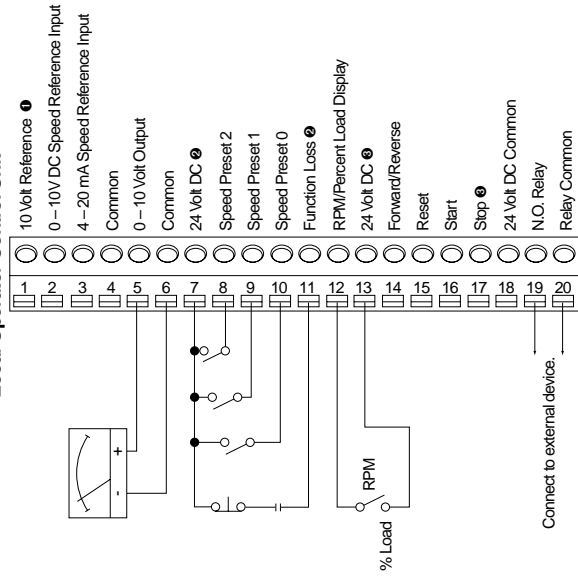 10 Volt Reference ❶
0 – 10V DC Speed Reference Input
4 – 20 mA Speed Reference Input
Common
0 – 10 Volt Output
Common
24 Volt DC ❷
Speed Preset 2
Speed Preset 1
Speed Preset 0
Function Loss ❷
RPM/Percent Load Display
24 Volt DC ❸
Forward/Reverse
Reset
Start
Stop ❸
24 Volt DC Common
N.O. Relay
Relay Common
1
2
3
4
5
6
7
8
9
10
11
12
13
14
15
16
17
18
19
20
- +
RPM
% Load
Connect to external device.